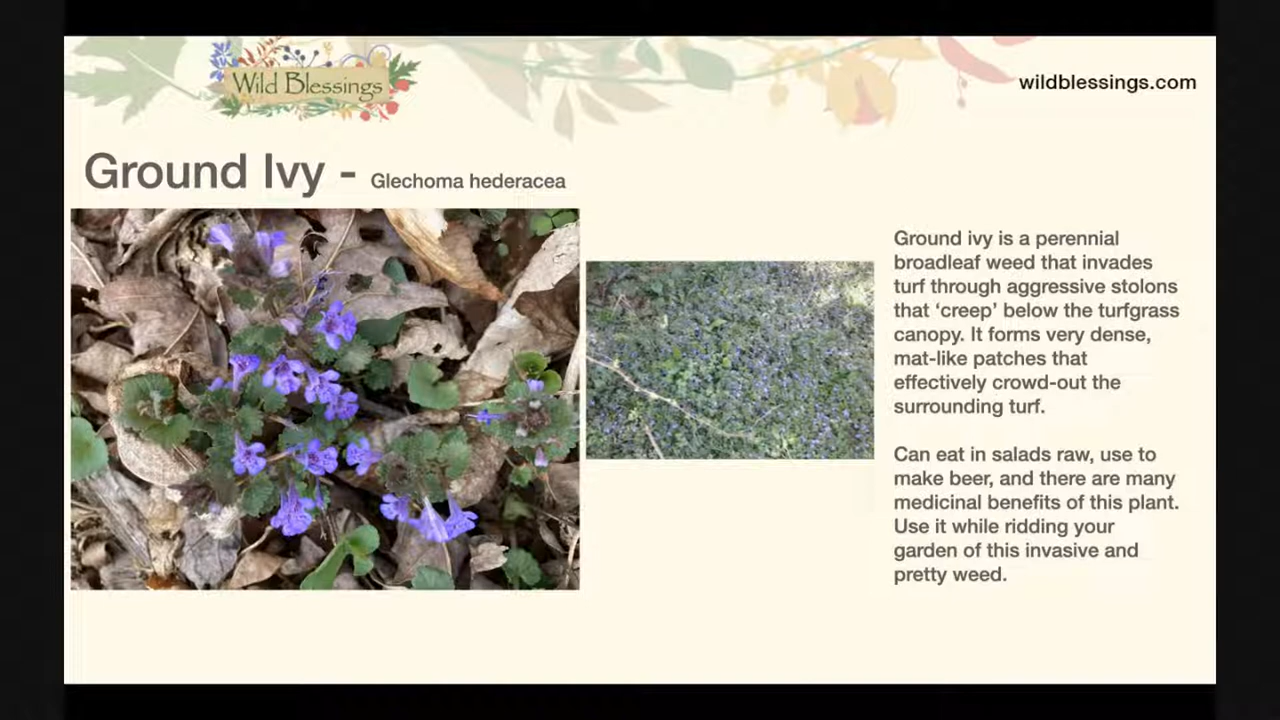 Wild Blessings
wildblessings.com
Ground Ivy - Glechoma hederacea
Ground ivy is a perennial
broadleaf weed that invades
turf through aggressive stolons
that ‘creep’ below the turfgrass
canopy. It forms very dense,
mat-like patches that
effectively crowd-out the
surrounding turf.
Can eat in salads raw, use to
make beer, and there are many
medicinal benefits of this plant.
Use it while ridding your
garden of this invasive and
pretty weed.